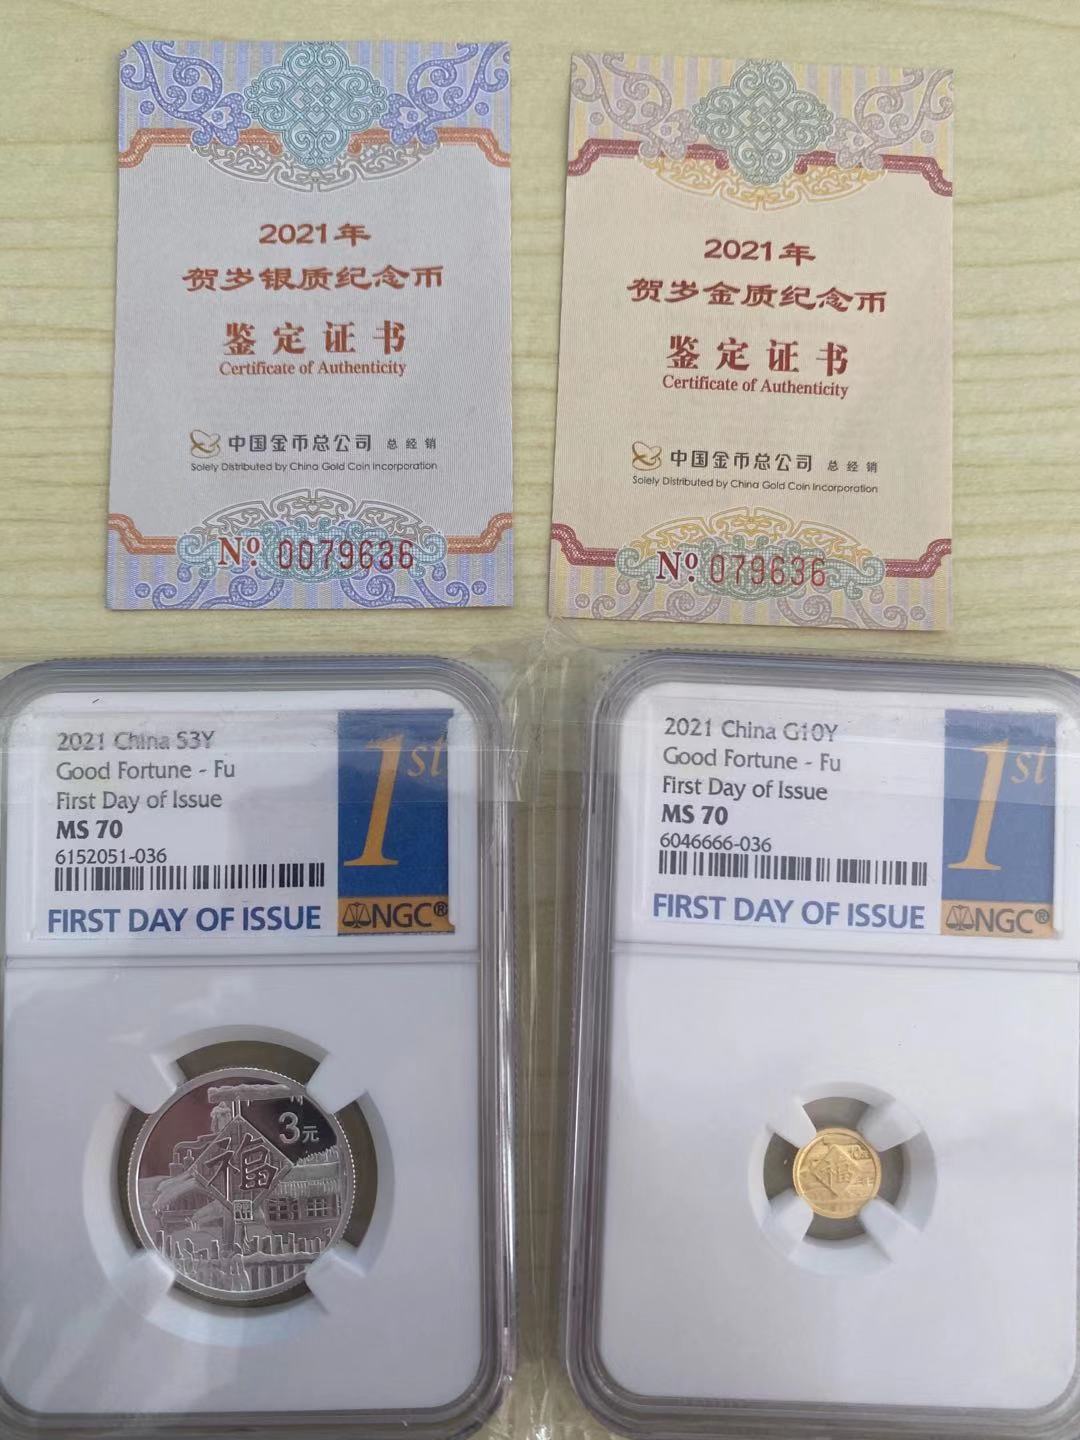 2021年
贺岁银质纪念币
鉴定证书
Certificate of Authenticity
中国金币总公司 总经销
Solely Distributed by China Gold Coin Incorporation
Nº 0079636
2021年
贺岁金质纪念币
鉴定证书
Certificate of Authenticity
中国金币总公司 总经销
Solely Distributed by China Gold Coin Incorporation
Nº 079636
2021 China S3Y
Good Fortune - Fu
First Day of Issue
MS 70
6152051-036
FIRST DAY OF ISSUE
1st
NGC®
3元
福
2021 China G10Y
Good Fortune - Fu
First Day of Issue
MS 70
6046666-036
FIRST DAY OF ISSUE
1st
NGC®
福